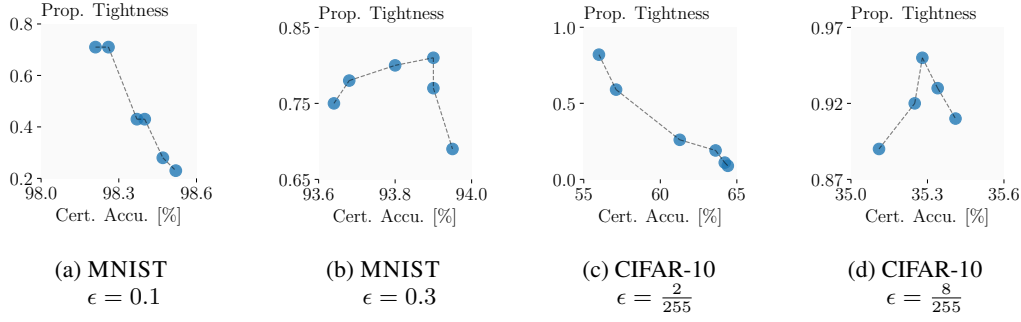 Prop. Tightness
0.8
0.6
0.4
0.2
98.0 98.3 98.6
Cert. Accu. [%]
(a) MNIST
ϵ = 0.1
Prop. Tightness
0.85
0.75
0.65
93.6 93.8 94.0
Cert. Accu. [%]
(b) MNIST
ϵ = 0.3
Prop. Tightness
1.0
0.5
0.0
55 60 65
Cert. Accu. [%]
(c) CIFAR-10
ϵ = 2/255
Prop. Tightness
0.97
0.92
0.87
35.0 35.3 35.6
Cert. Accu. [%]
(d) CIFAR-10
ϵ = 8/255